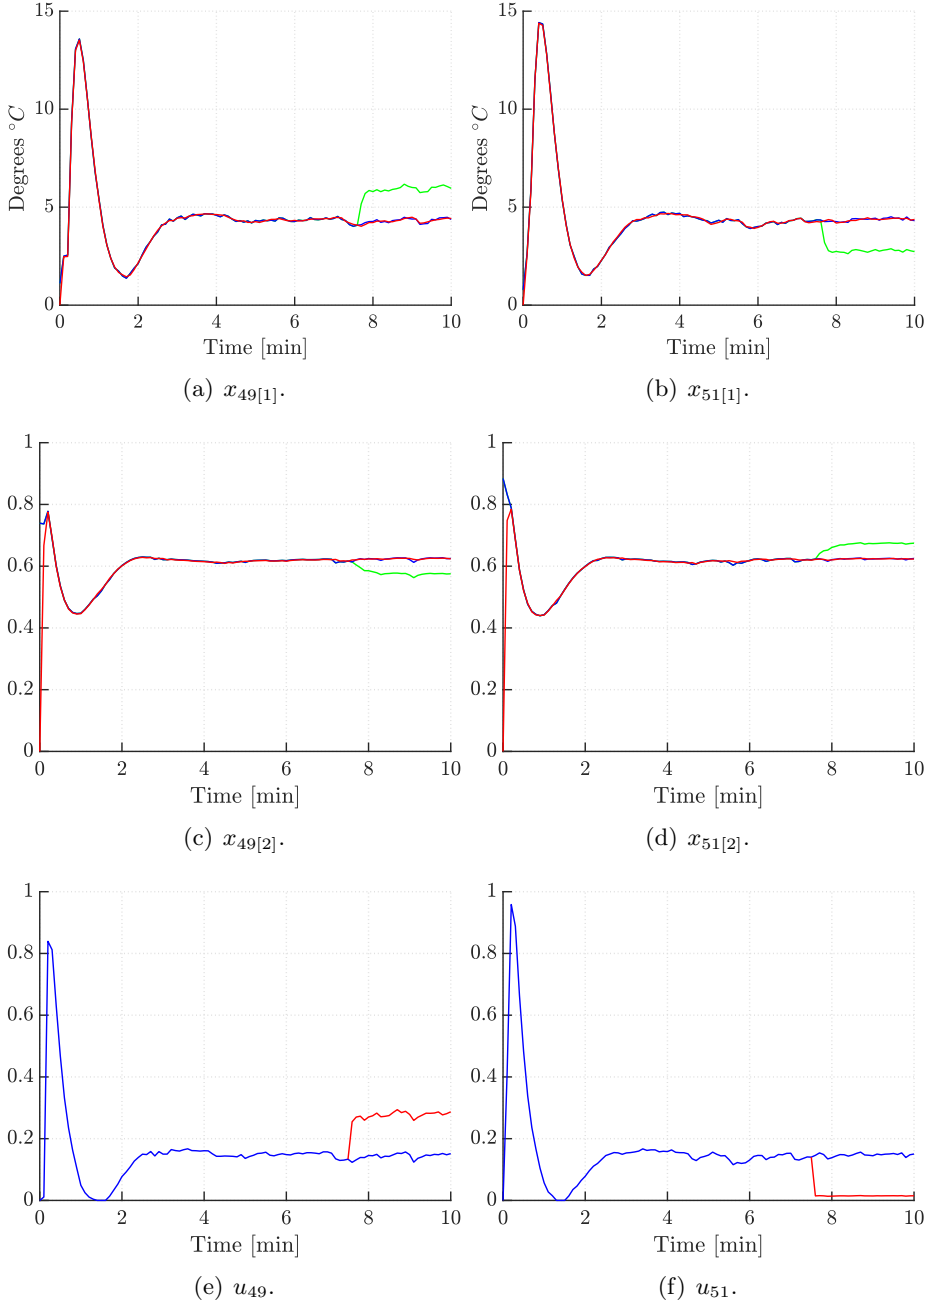 15
10
5
0
Degrees °C
0 2 4 6 8 10
Time [min]
(a) x49[1].
15
10
5
0
Degrees °C
0 2 4 6 8 10
Time [min]
(b) x51[1].
1
0.8
0.6
0.4
0.2
0
0 2 4 6 8 10
Time [min]
(c) x49[2].
1
0.8
0.6
0.4
0.2
0
0 2 4 6 8 10
Time [min]
(d) x51[2].
1
0.8
0.6
0.4
0.2
0
0 2 4 6 8 10
Time [min]
(e) u49.
1
0.8
0.6
0.4
0.2
0
0 2 4 6 8 10
Time [min]
(f) u51.